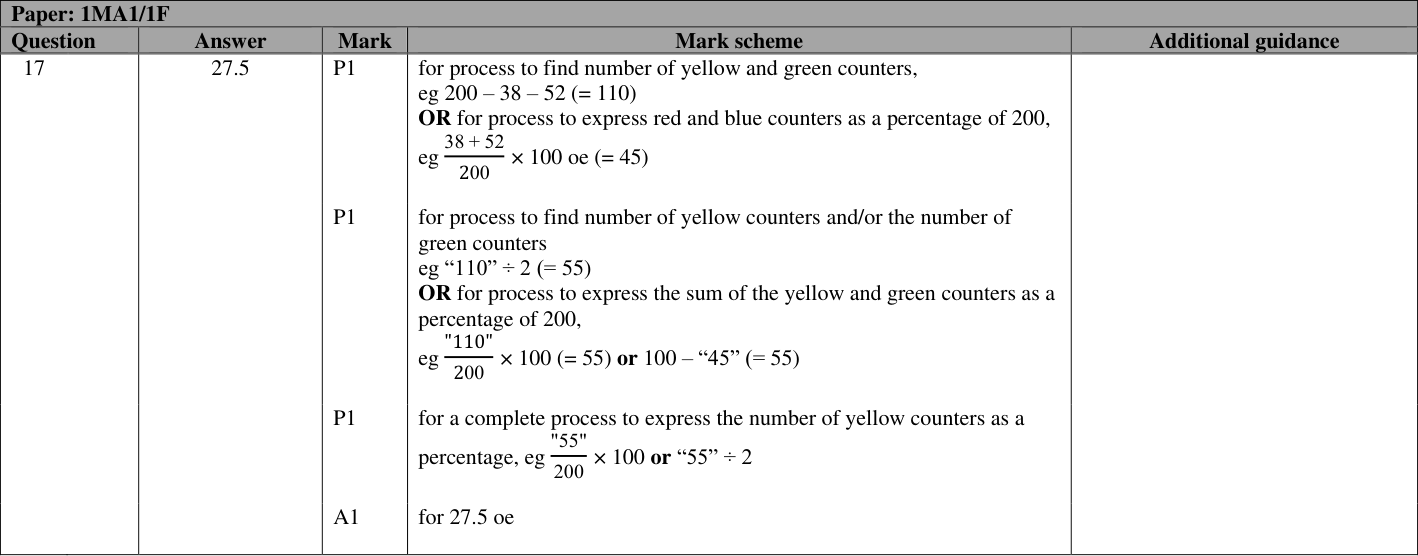 Paper: 1MA1/1F
Question Answer Mark Mark scheme Additional guidance
17 27.5 P1 for process to find number of yellow and green counters,
eg 200 – 38 – 52 (= 110)
OR for process to express red and blue counters as a percentage of 200,
eg 38 + 52 / 200 × 100 oe (= 45)
P1 for process to find number of yellow counters and/or the number of
green counters
eg “110” ÷ 2 (= 55)
OR for process to express the sum of the yellow and green counters as a
percentage of 200,
eg "110" / 200 × 100 (= 55) or 100 – “45” (= 55)
P1 for a complete process to express the number of yellow counters as a
percentage, eg "55" / 200 × 100 or “55” ÷ 2
A1 for 27.5 oe